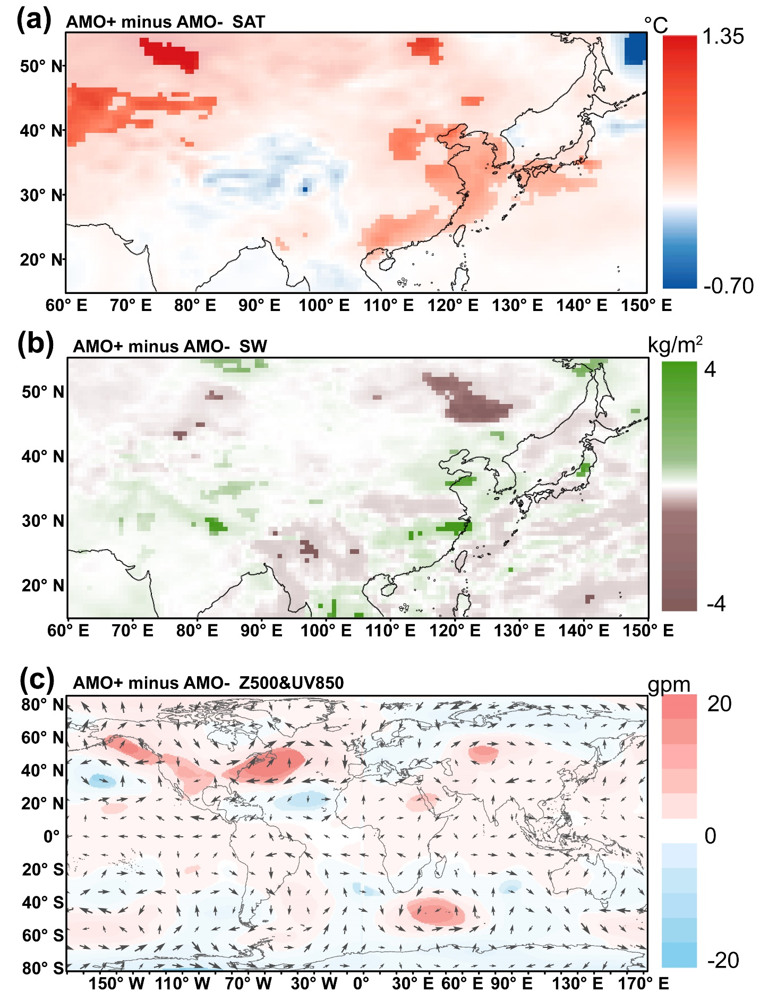 (a) AMO+ minus AMO- SAT
°C
1.35
50° N
40° N
30° N
20° N
-0.70
60° E 70° E 80° E 90° E 100° E 110° E 120° E 130° E 140° E 150° E
(b) AMO+ minus AMO- SW
kg/m²
4
50° N
40° N
30° N
20° N
-4
60° E 70° E 80° E 90° E 100° E 110° E 120° E 130° E 140° E 150° E
(c) AMO+ minus AMO- Z500&UV850
gpm
80° N
20
60° N
40° N
20° N
0°
0
20° S
40° S
60° S
80° S
-20
150° W 110° W 70° W 30° W 0° 30° E 60° E 90° E 130° E 170° E